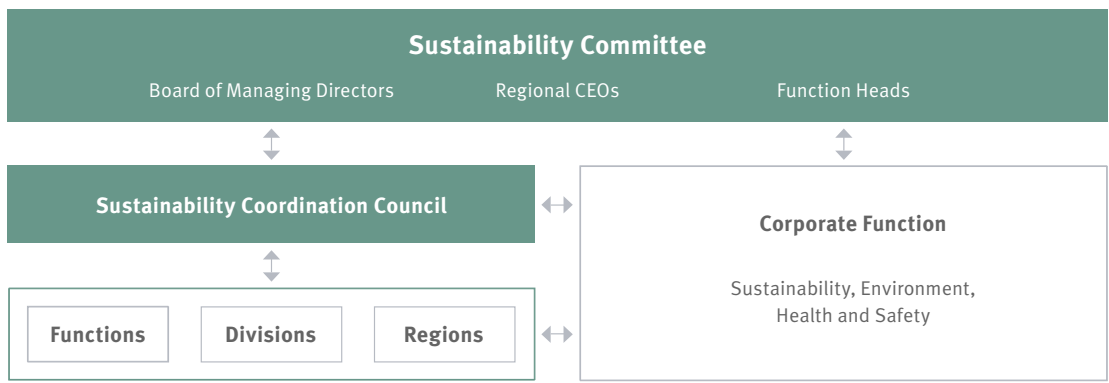 Sustainability Committee
Board of Managing Directors Regional CEOs Function Heads
Sustainability Coordination Council
Corporate Function
Sustainability, Environment,
Health and Safety
Functions Divisions Regions